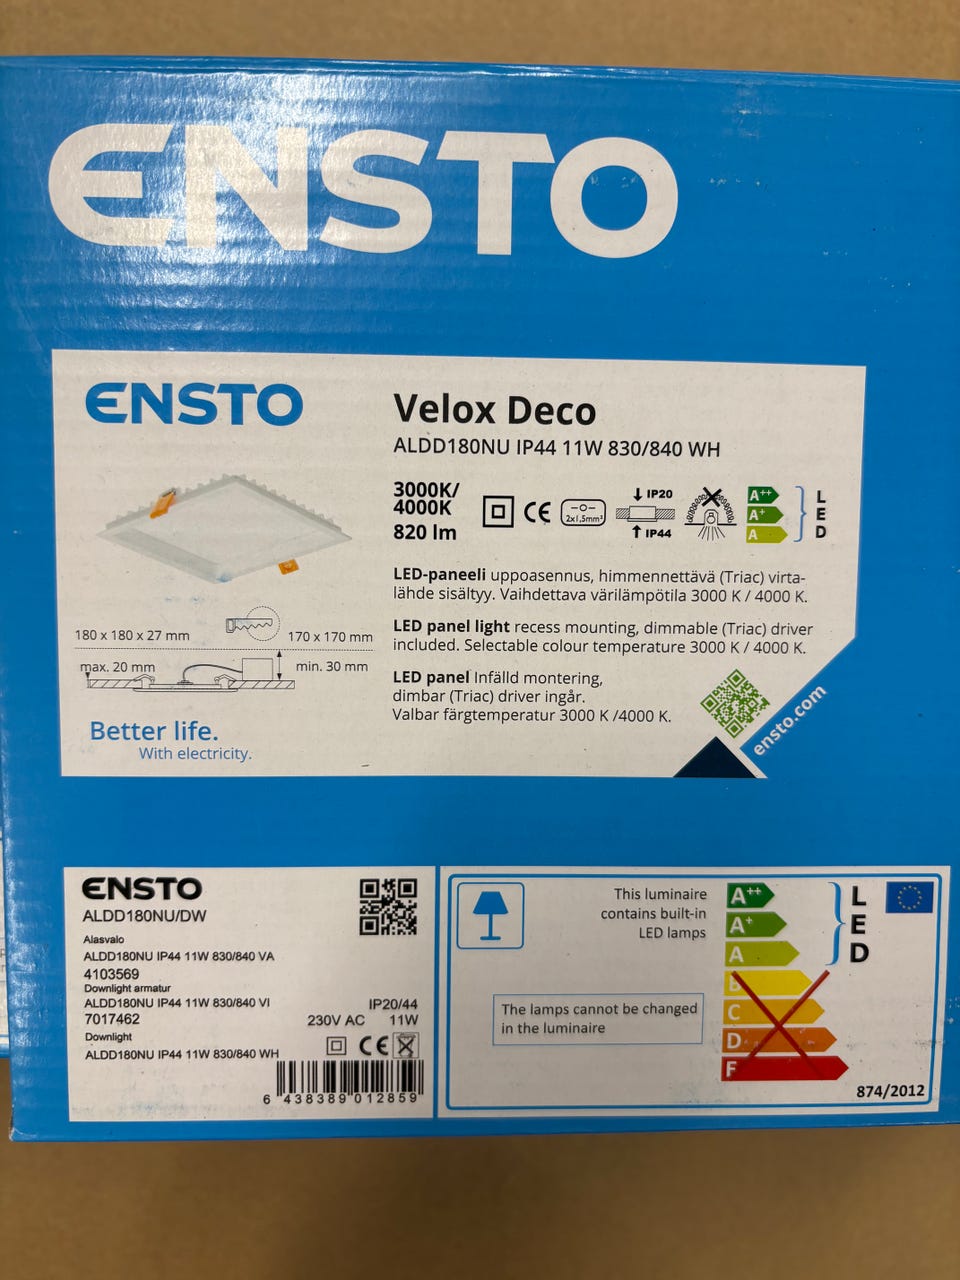 ENSTO
ENSTO
Velox Deco
ALDD180NU IP44 11W 830/840 WH
3000K/
4000K
820 lm
2x1,5mm²
IP20
IP44
A++
A+
A
L
E
D
LED-paneeli uppoasennus, himmennettävä (Triac) virta-
lähde sisältyy. Vaihdettava värilämpötila 3000 K / 4000 K.
LED panel light recess mounting, dimmable (Triac) driver
included. Selectable colour temperature 3000 K / 4000 K.
LED panel Infälld montering,
dimbar (Triac) driver ingår.
Valbar färgtemperatur 3000 K /4000 K.
180 x 180 x 27 mm
170 x 170 mm
max. 20 mm
min. 30 mm
Better life.
With electricity.
ensto.com
ENSTO
ALDD180NU/DW
Alasvalo
ALDD180NU IP44 11W 830/840 VA
4103569
Downlight armatur
ALDD180NU IP44 11W 830/840 VI
7017462
Downlight
ALDD180NU IP44 11W 830/840 WH
IP20/44
230V AC 11W
CE
6 438389 012859
This luminaire
contains built-in
LED lamps
The lamps cannot be changed
in the luminaire
A++
A+
A
B
C
D
F
L
E
D
874/2012